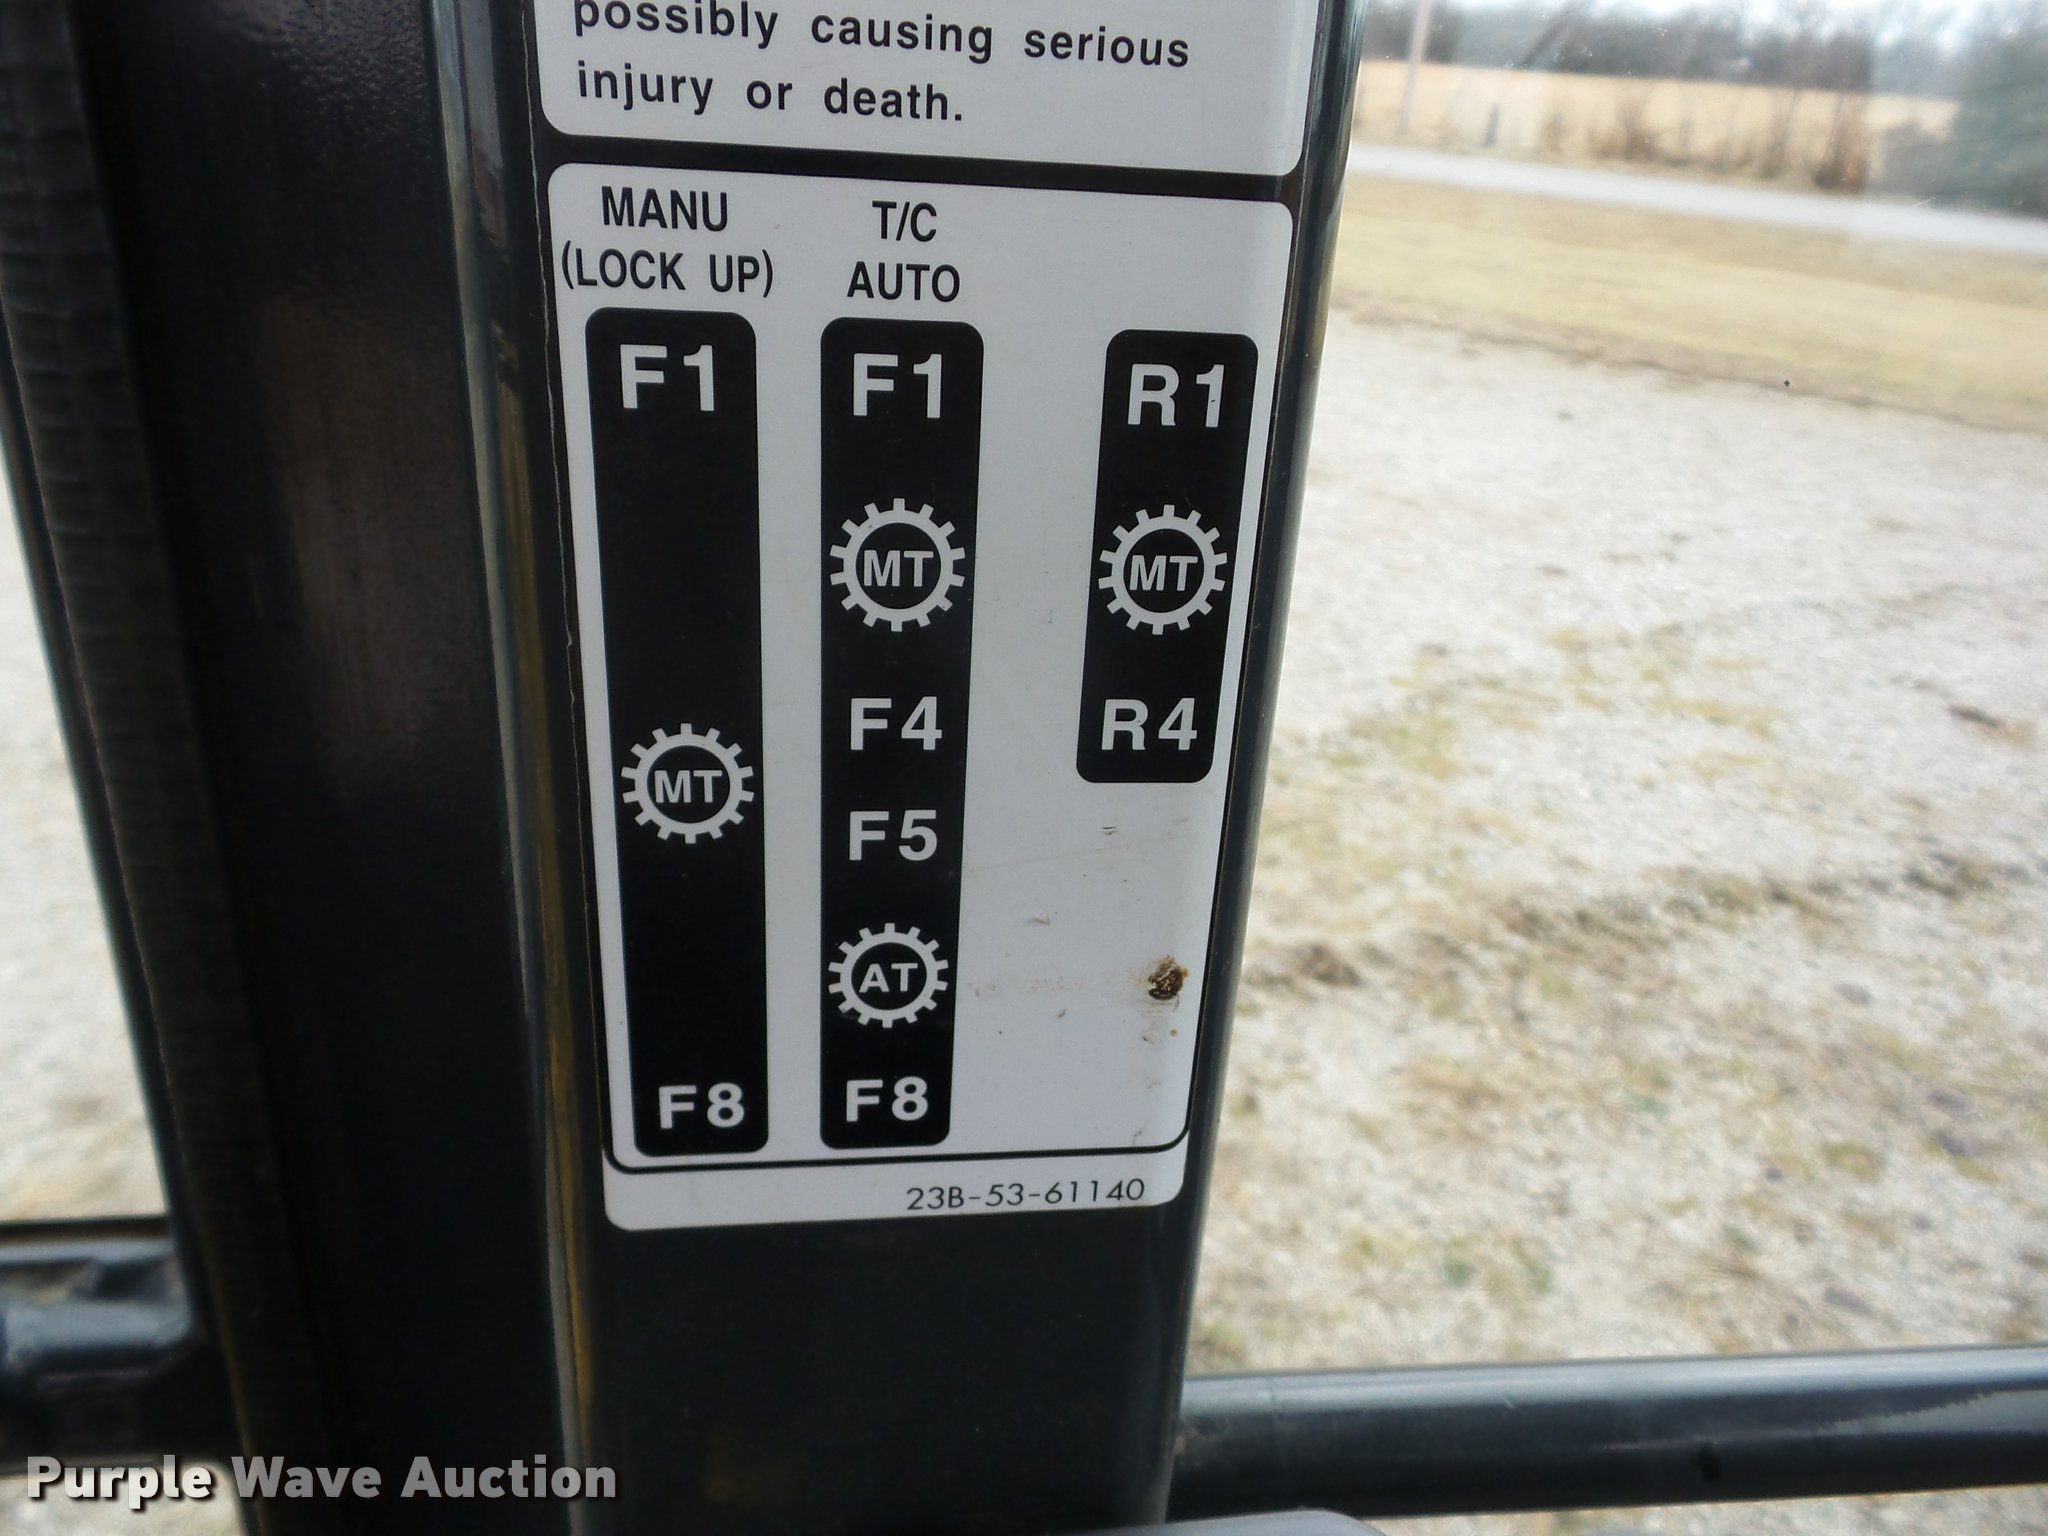 possibly causing serious
injury or death.
MANU
(LOCK UP)
T/C
AUTO
F1
F1
R1
MT
MT
F4
R4
MT
F5
AT
F8
F8
23B-53-61140
Purple Wave Auction